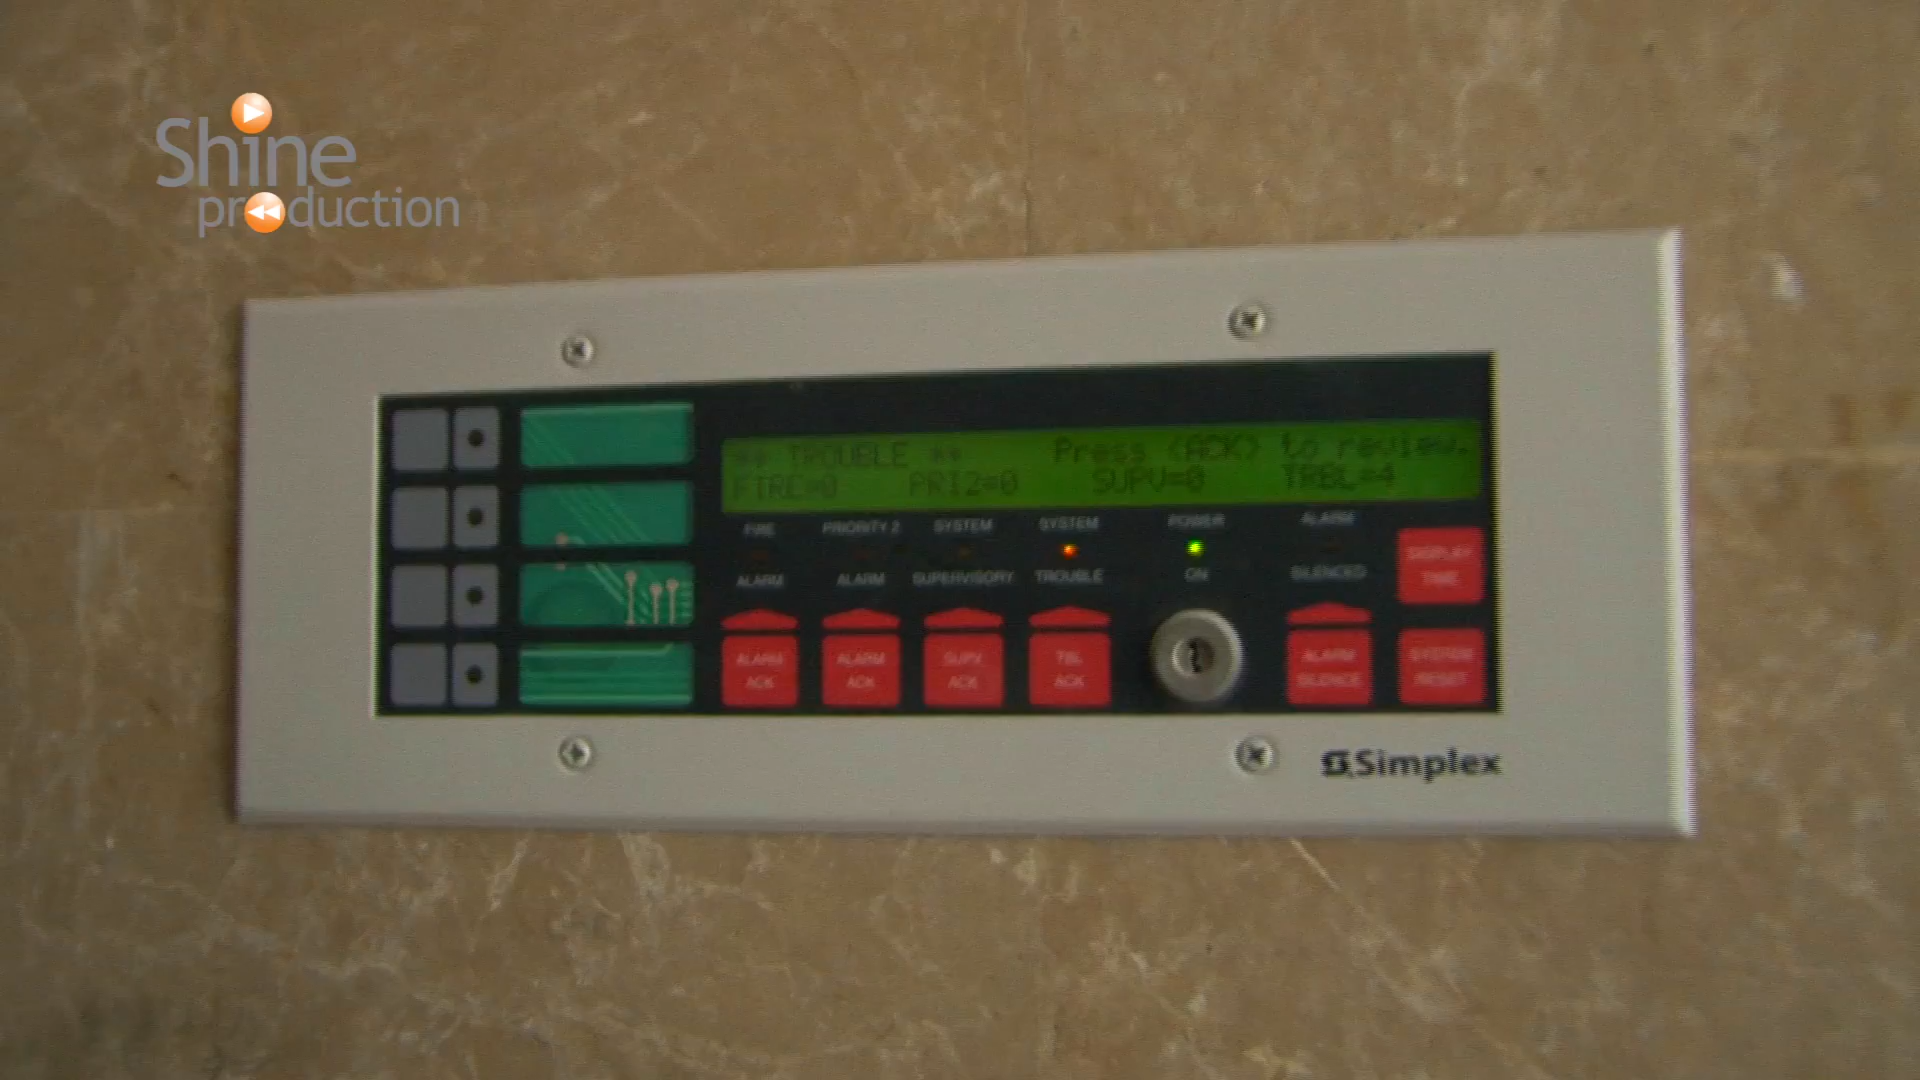 Shine
production
** TROUBLE ** Press <ACK> to review.
FIRE=0 PRI2=0 SUPV=0 TRBL=4
FIRE PRIORITY 2 SYSTEM SYSTEM POWER ALARM
ALARM ALARM SUPERVISORY TROUBLE ON SILENCED
DISPLAY
TIME
ALARM
ACK
ALARM
ACK
SUPV
ACK
TBL
ACK
ALARM
SILENCE
SYSTEM
RESET
Simplex